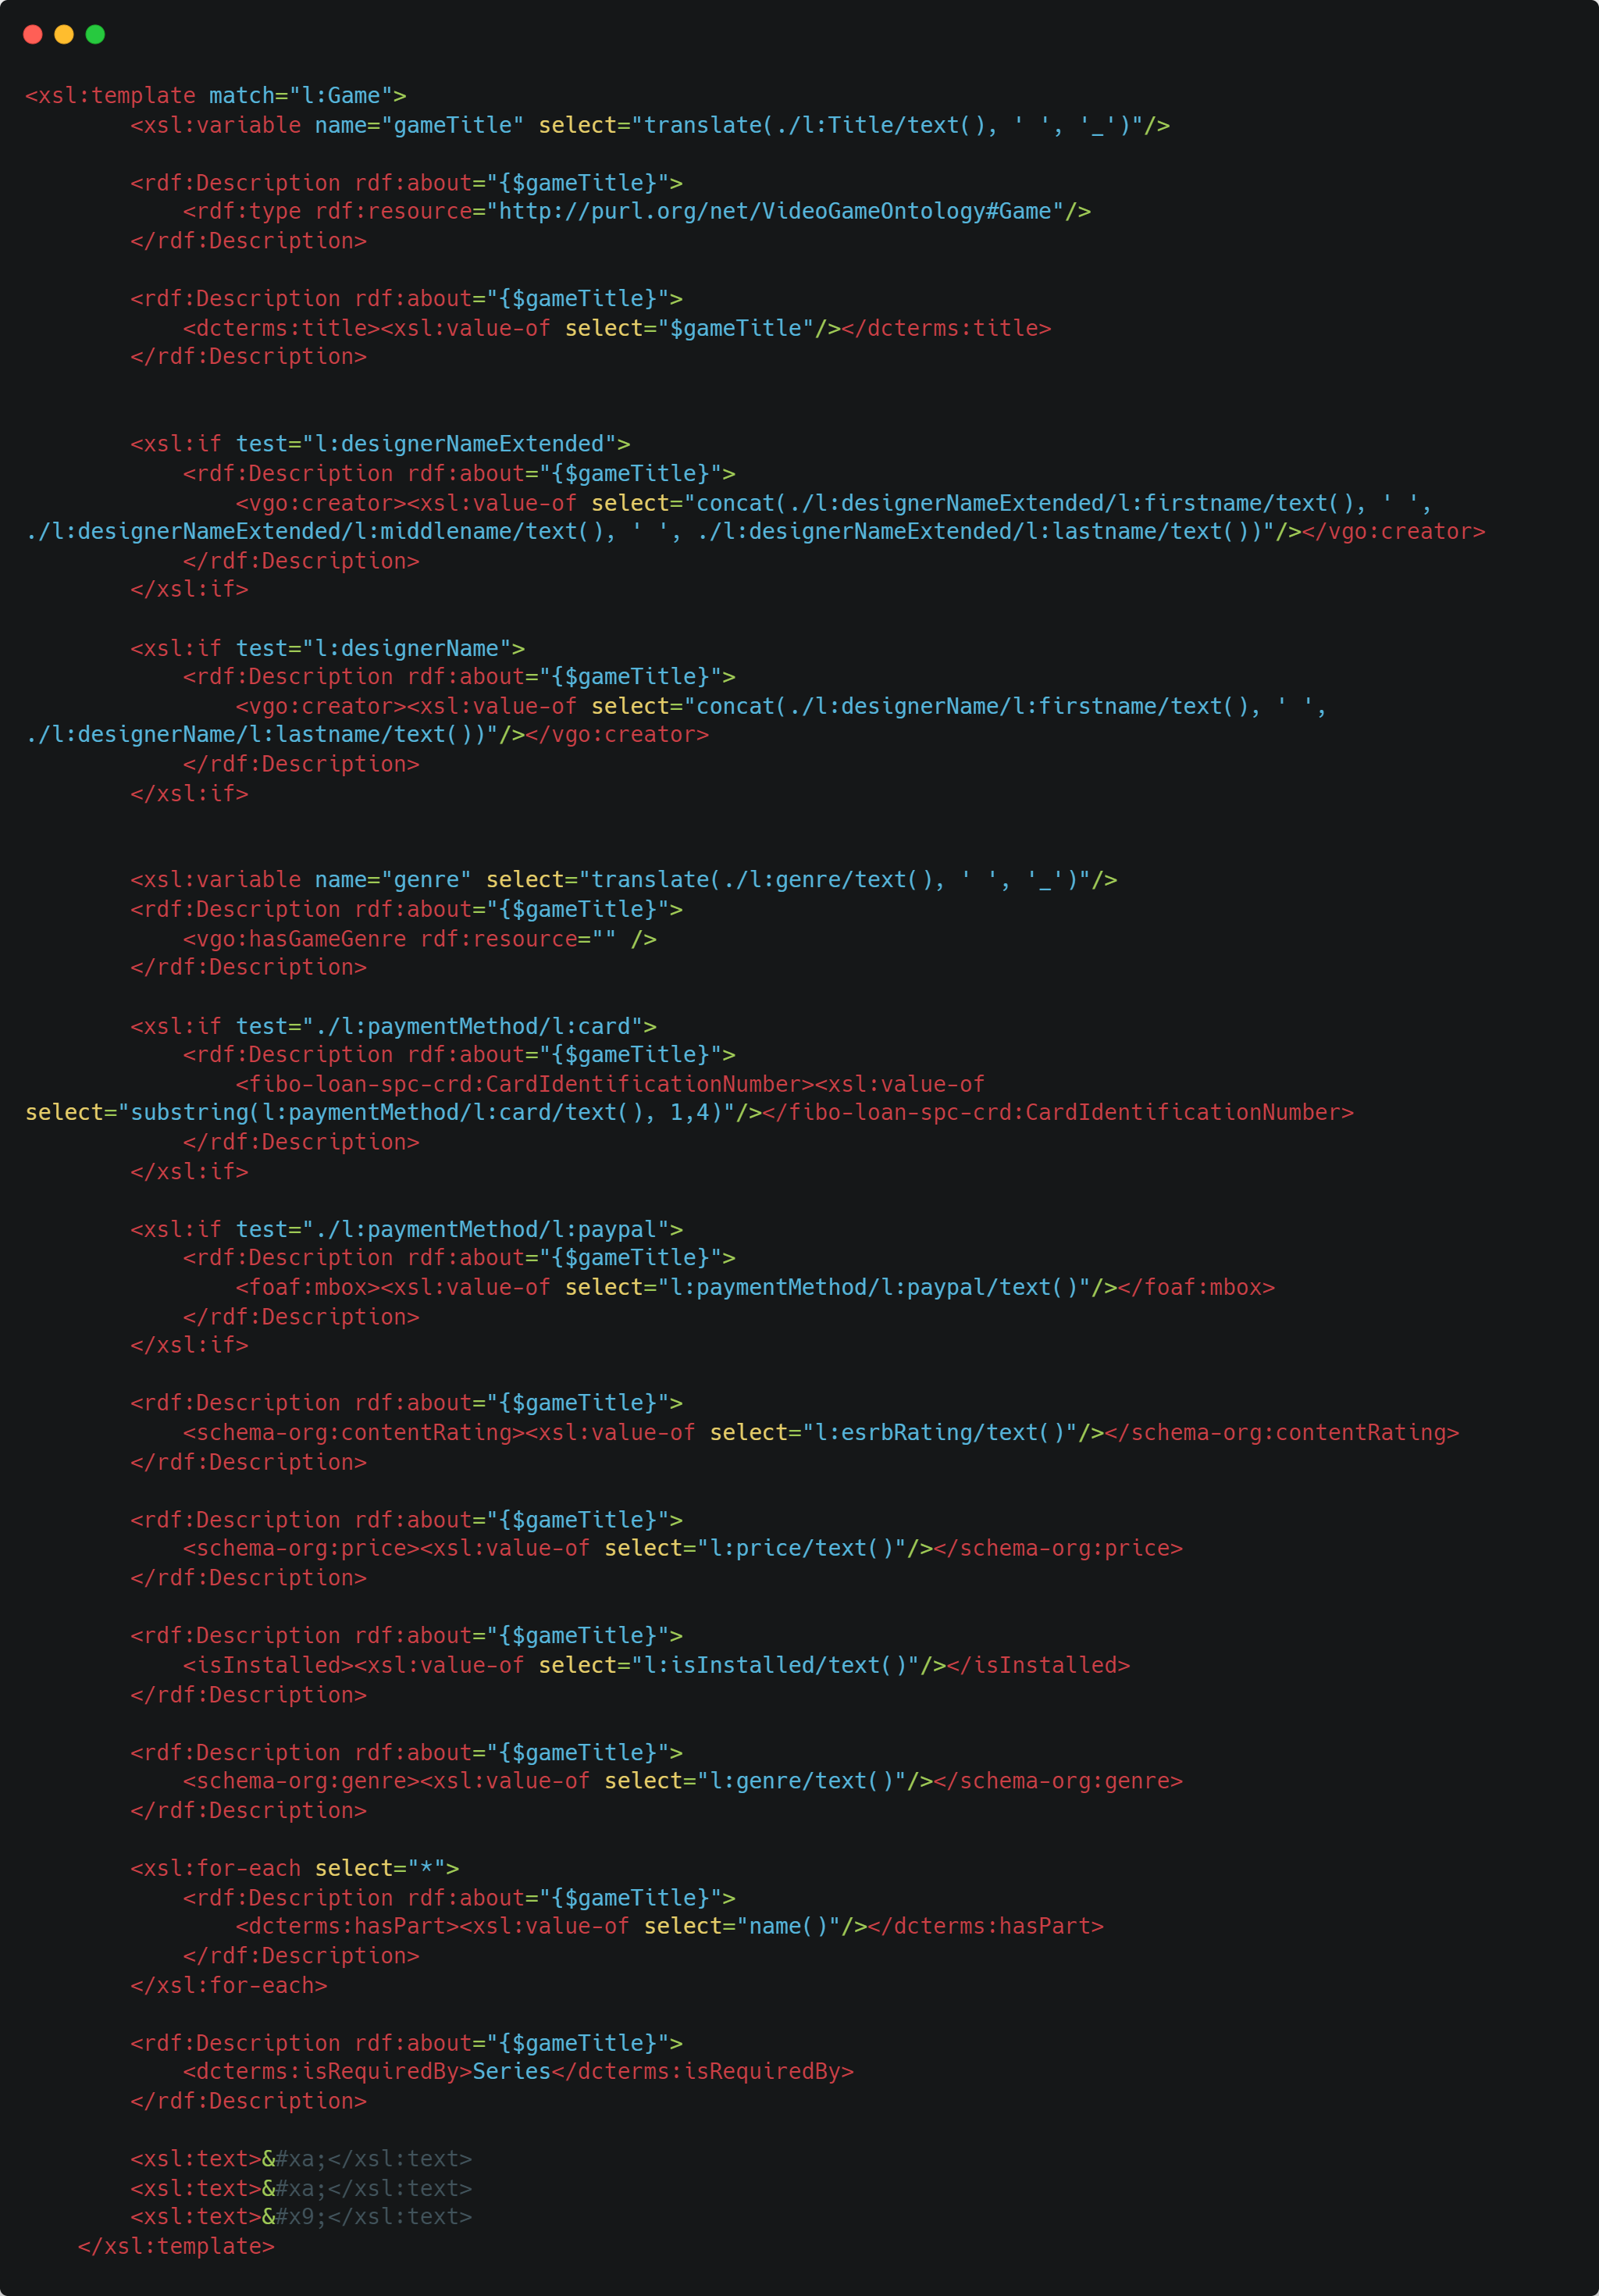 <xsl:template match="l:Game">
        <xsl:variable name="gameTitle" select="translate(./l:Title/text(), ' ', '_')"/>

        <rdf:Description rdf:about="{$gameTitle}">
            <rdf:type rdf:resource="http://purl.org/net/VideoGameOntology#Game"/>
        </rdf:Description>

        <rdf:Description rdf:about="{$gameTitle}">
            <dcterms:title><xsl:value-of select="$gameTitle"/></dcterms:title>
        </rdf:Description>


        <xsl:if test="l:designerNameExtended">
            <rdf:Description rdf:about="{$gameTitle}">
                <vgo:creator><xsl:value-of select="concat(./l:designerNameExtended/l:firstname/text(), ' ',
./l:designerNameExtended/l:middlename/text(), ' ', ./l:designerNameExtended/l:lastname/text())"/></vgo:creator>
            </rdf:Description>
        </xsl:if>

        <xsl:if test="l:designerName">
            <rdf:Description rdf:about="{$gameTitle}">
                <vgo:creator><xsl:value-of select="concat(./l:designerName/l:firstname/text(), ' ',
./l:designerName/l:lastname/text())"/></vgo:creator>
            </rdf:Description>
        </xsl:if>


        <xsl:variable name="genre" select="translate(./l:genre/text(), ' ', '_')"/>
        <rdf:Description rdf:about="{$gameTitle}">
            <vgo:hasGameGenre rdf:resource="" />
        </rdf:Description>

        <xsl:if test="./l:paymentMethod/l:card">
            <rdf:Description rdf:about="{$gameTitle}">
                <fibo-loan-spc-crd:CardIdentificationNumber><xsl:value-of
select="substring(l:paymentMethod/l:card/text(), 1,4)"/></fibo-loan-spc-crd:CardIdentificationNumber>
            </rdf:Description>
        </xsl:if>

        <xsl:if test="./l:paymentMethod/l:paypal">
            <rdf:Description rdf:about="{$gameTitle}">
                <foaf:mbox><xsl:value-of select="l:paymentMethod/l:paypal/text()"/></foaf:mbox>
            </rdf:Description>
        </xsl:if>

        <rdf:Description rdf:about="{$gameTitle}">
            <schema-org:contentRating><xsl:value-of select="l:esrbRating/text()"/></schema-org:contentRating>
        </rdf:Description>

        <rdf:Description rdf:about="{$gameTitle}">
            <schema-org:price><xsl:value-of select="l:price/text()"/></schema-org:price>
        </rdf:Description>

        <rdf:Description rdf:about="{$gameTitle}">
            <isInstalled><xsl:value-of select="l:isInstalled/text()"/></isInstalled>
        </rdf:Description>

        <rdf:Description rdf:about="{$gameTitle}">
            <schema-org:genre><xsl:value-of select="l:genre/text()"/></schema-org:genre>
        </rdf:Description>

        <xsl:for-each select="*">
            <rdf:Description rdf:about="{$gameTitle}">
                <dcterms:hasPart><xsl:value-of select="name()"/></dcterms:hasPart>
            </rdf:Description>
        </xsl:for-each>

        <rdf:Description rdf:about="{$gameTitle}">
            <dcterms:isRequiredBy>Series</dcterms:isRequiredBy>
        </rdf:Description>

        <xsl:text>&#xa;</xsl:text>
        <xsl:text>&#xa;</xsl:text>
        <xsl:text>&#x9;</xsl:text>
    </xsl:template>